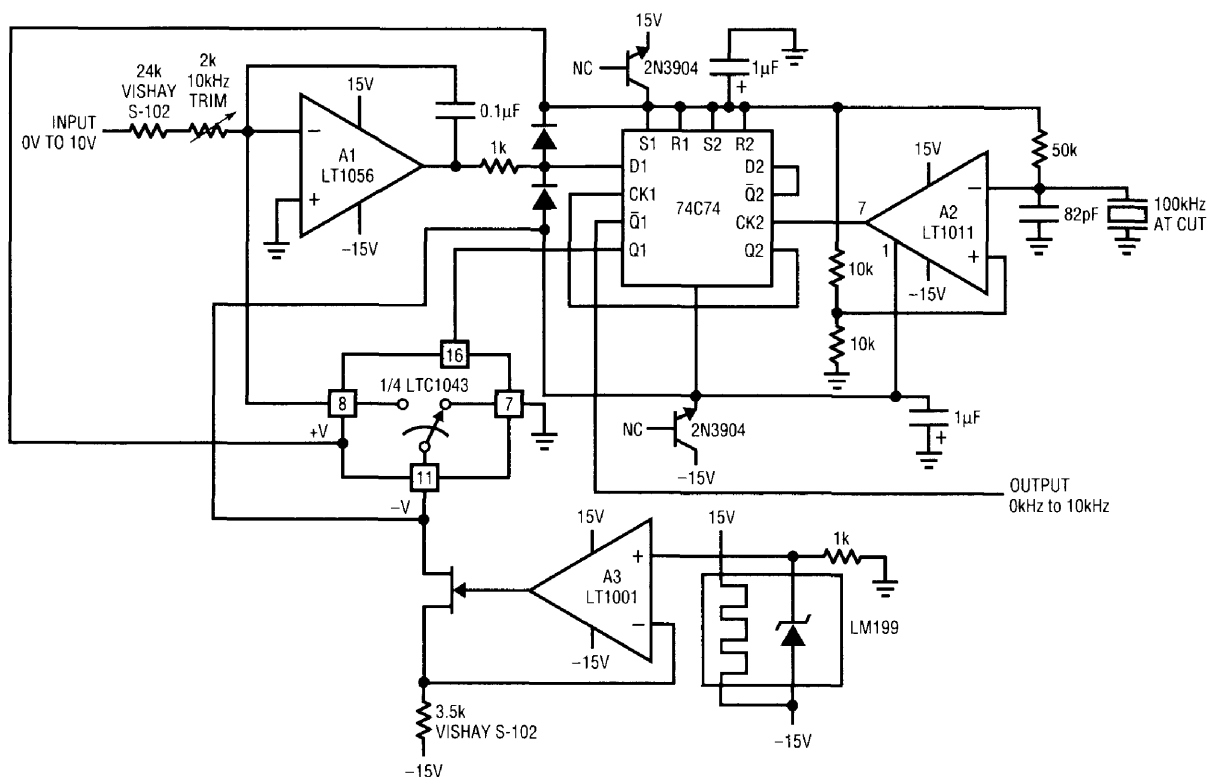 15V
NC
2N3904
1µF
+
24k
VISHAY
S-102
2k
10kHz
TRIM
INPUT
0V TO 10V
15V
−
A1
LT1056
+
−15V
0.1µF
1k
S1 R1 S2 R2
D1
CK1
Q̅1
Q1
74C74
D2
Q̅2
CK2
Q2
50k
15V
−
7
A2
LT1011
1
+
−15V
82pF
100kHz
AT CUT
10k
10k
16
1/4 LTC1043
8
7
+V
11
−V
NC
2N3904
−15V
1µF
+
OUTPUT
0kHz to 10kHz
15V
A3
LT1001
+
−
−15V
15V
1k
LM199
−15V
3.5k
VISHAY S-102
−15V